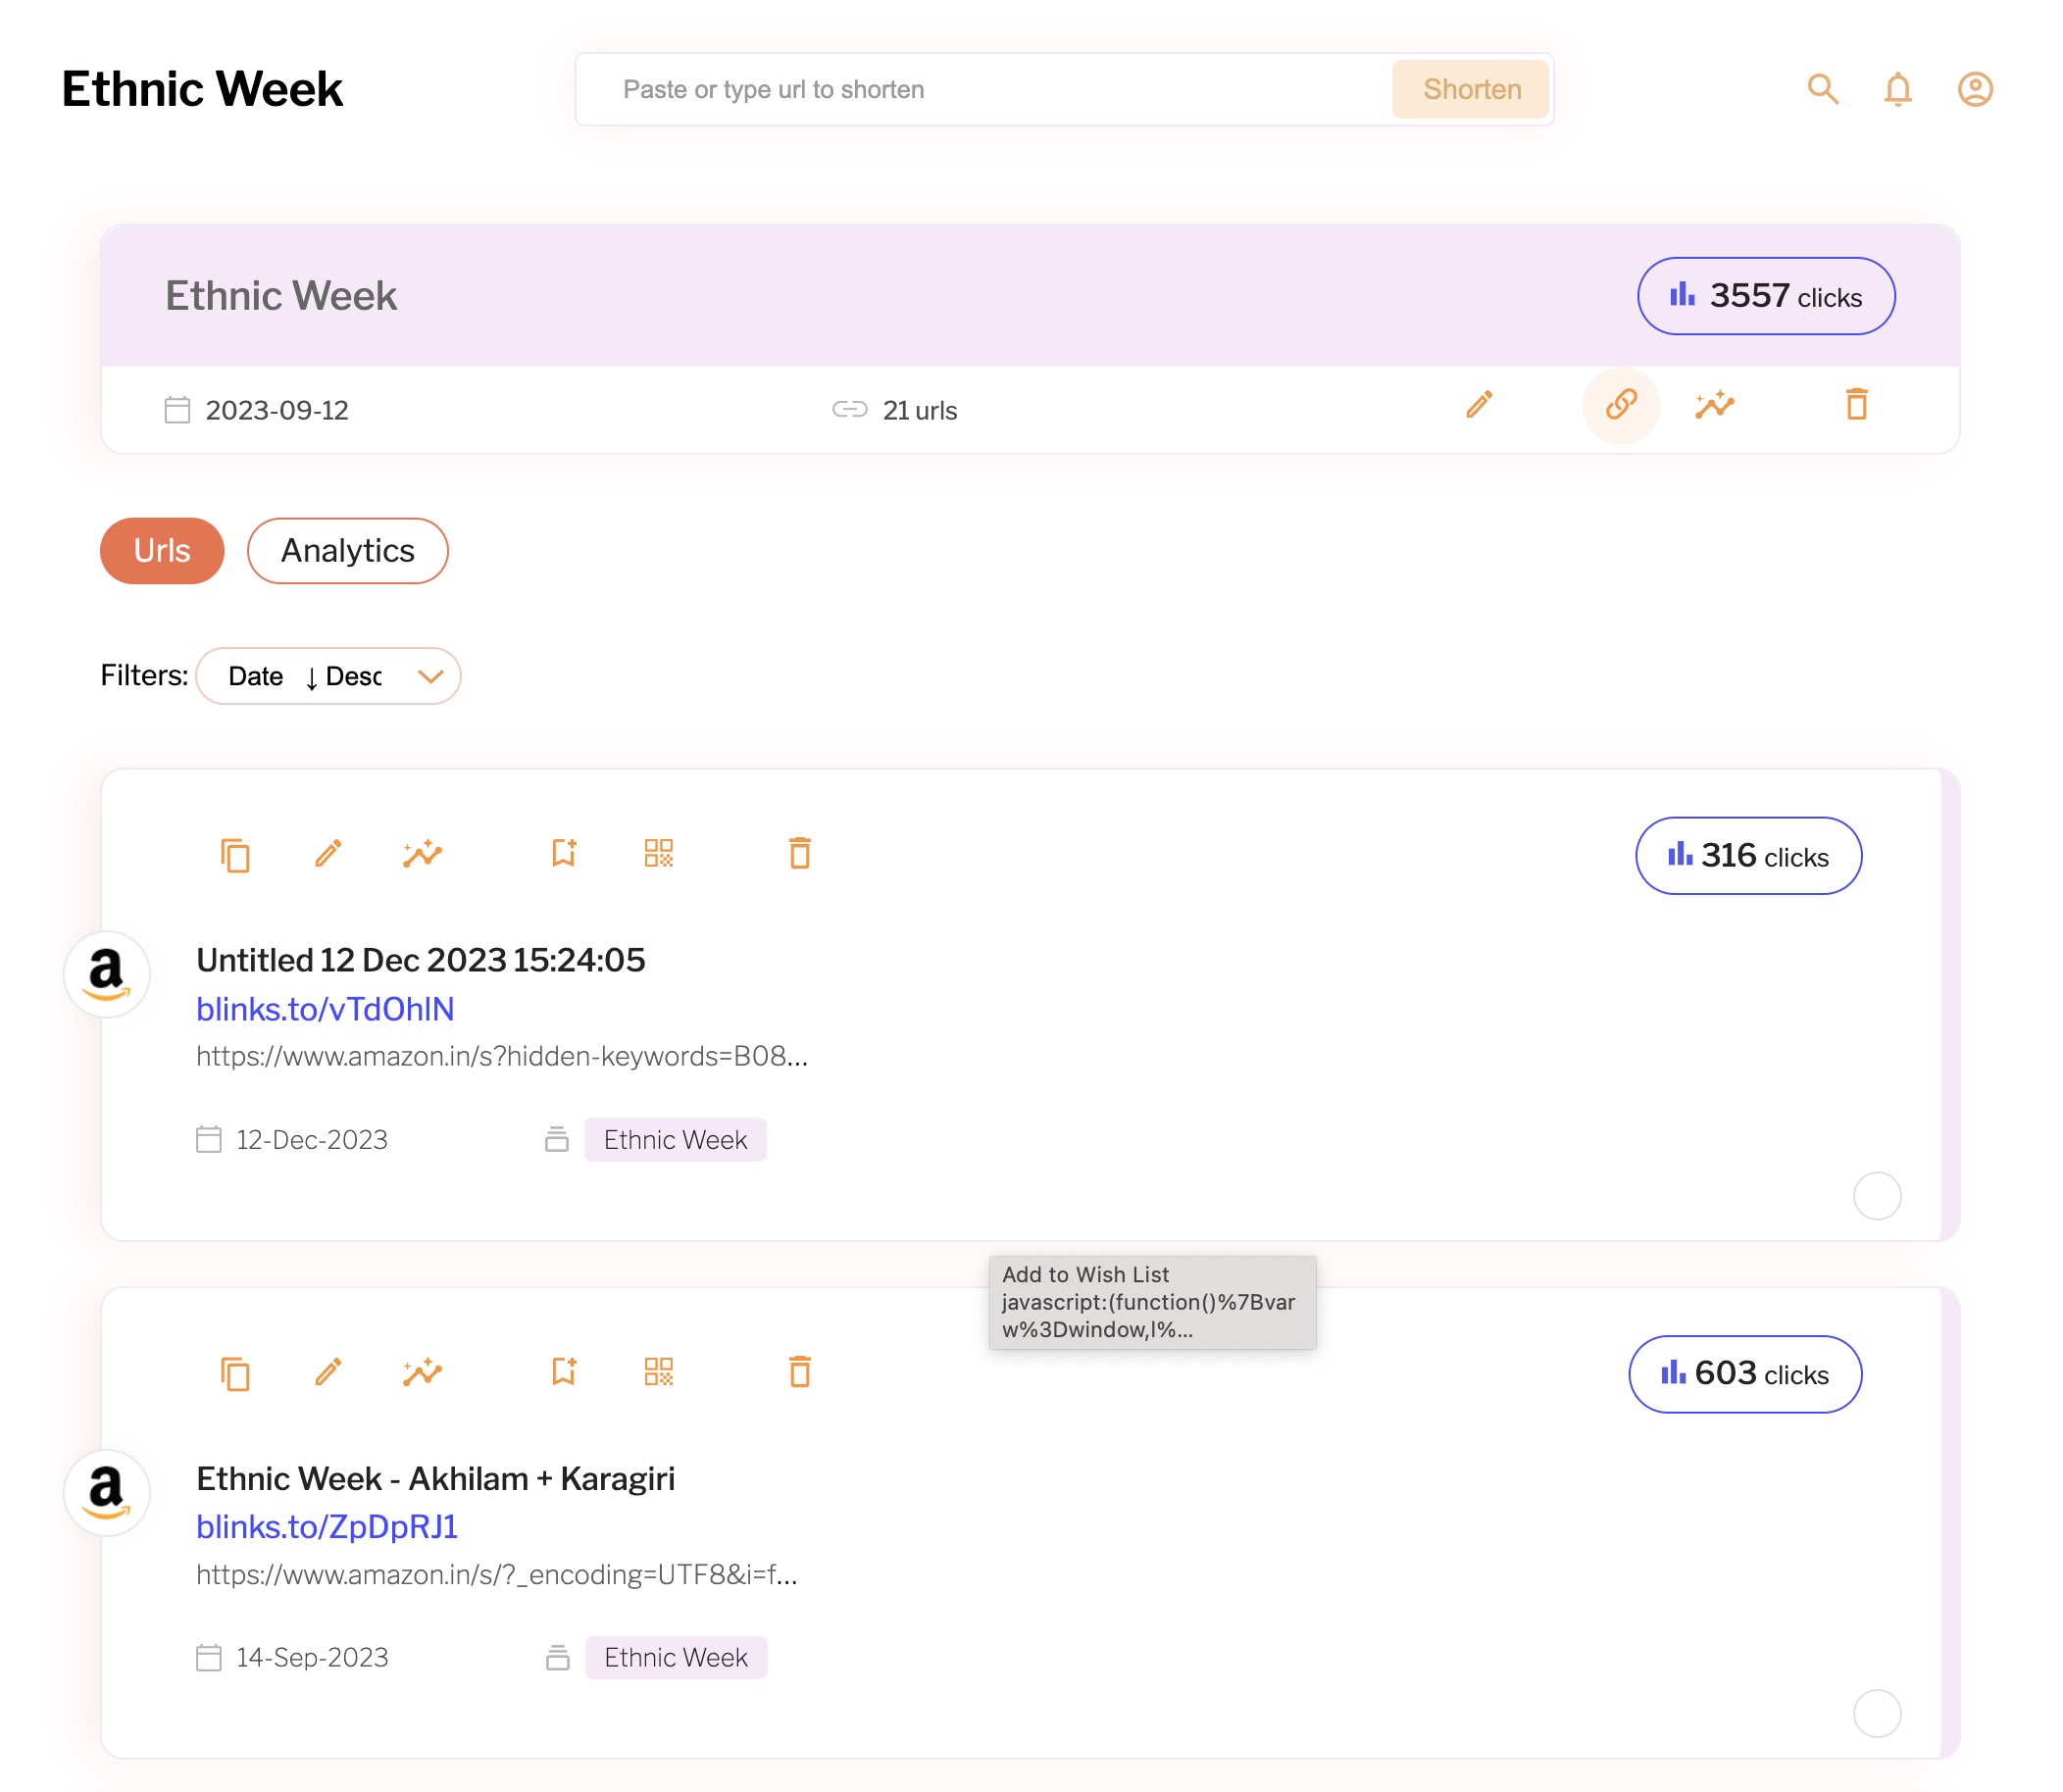 Ethnic Week
Paste or type url to shorten
Shorten
Ethnic Week
3557 clicks
2023-09-12
21 urls
Urls
Analytics
Filters:
Date ↓ Desc
316 clicks
a
Untitled 12 Dec 2023 15:24:05
blinks.to/vTdOhlN
https://www.amazon.in/s?hidden-keywords=B08...
12-Dec-2023
Ethnic Week
Add to Wish List
javascript:(function()%7Bvar
w%3Dwindow,l%...
603 clicks
a
Ethnic Week - Akhilam + Karagiri
blinks.to/ZpDpRJ1
https://www.amazon.in/s/?_encoding=UTF8&i=f...
14-Sep-2023
Ethnic Week